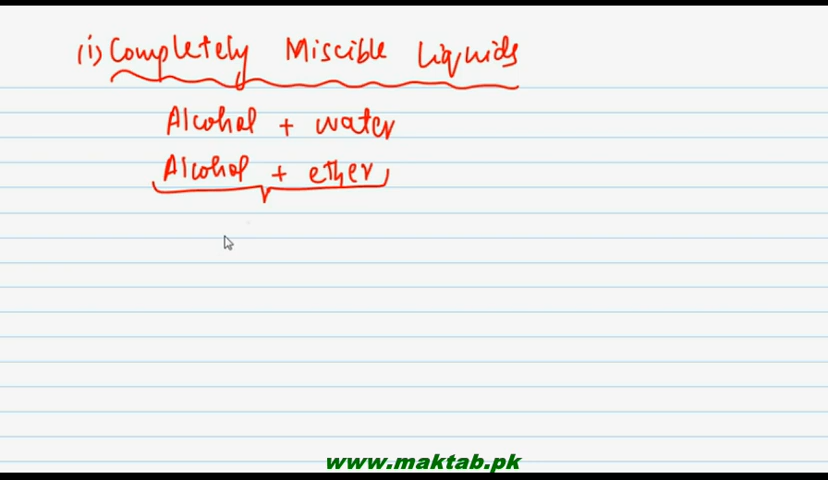 (i) Completely Miscible Liquids
Alcohol + water
Alcohol + ether
www.maktab.pk